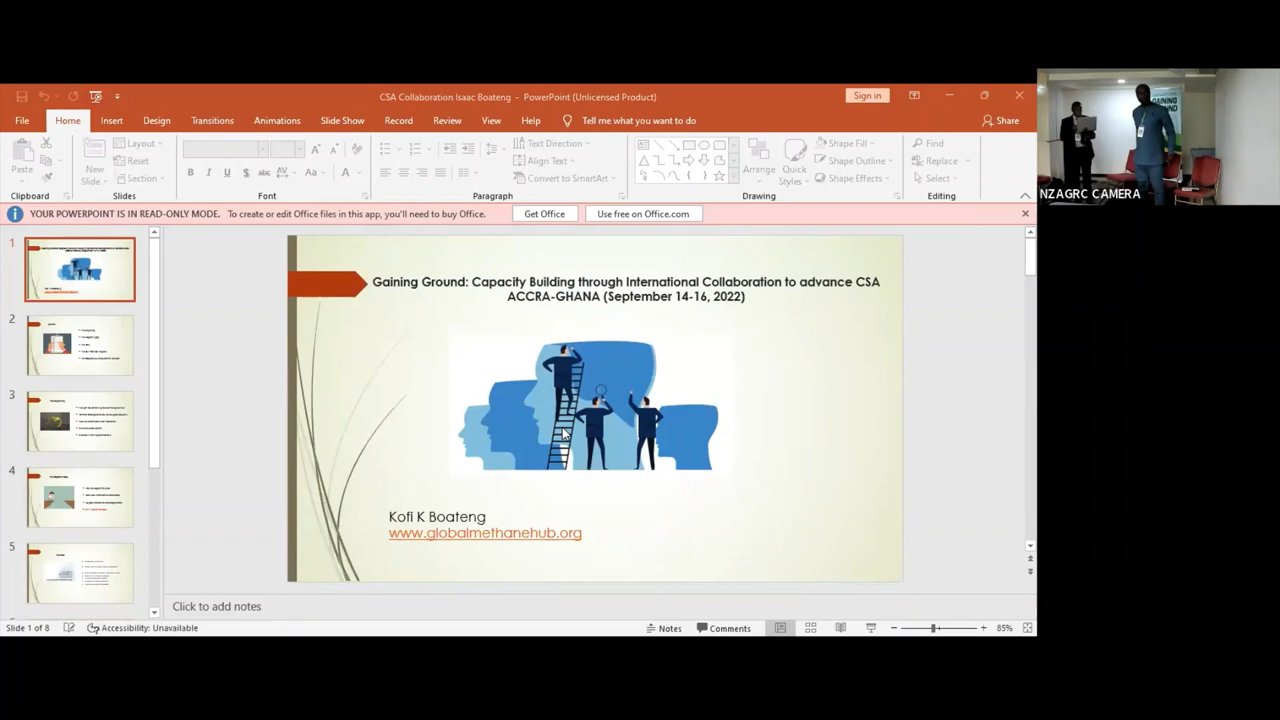 CSA Collaboration Isaac Boateng - PowerPoint (Unlicensed Product)
Sign in
File Home Insert Design Transitions Animations Slide Show Record Review View Help Tell me what you want to do Share
Paste
Clipboard
New Slide
Layout
Reset
Section
Slides
Font
Text Direction
Align Text
Convert to SmartArt
Paragraph
Arrange
Quick Styles
Shape Fill
Shape Outline
Shape Effects
Drawing
Find
Replace
Select
Editing
YOUR POWERPOINT IS IN READ-ONLY MODE. To create or edit Office files in this app, you'll need to buy Office. Get Office Use free on Office.com
1
2
3
4
5
Gaining Ground: Capacity Building through International Collaboration to advance CSA
ACCRA-GHANA (September 14-16, 2022)
Kofi K Boateng
www.globalmethanehub.org
Click to add notes
Slide 1 of 8 Accessibility: Unavailable Notes Comments 85%
GAINING
NZAGRC CAMERA